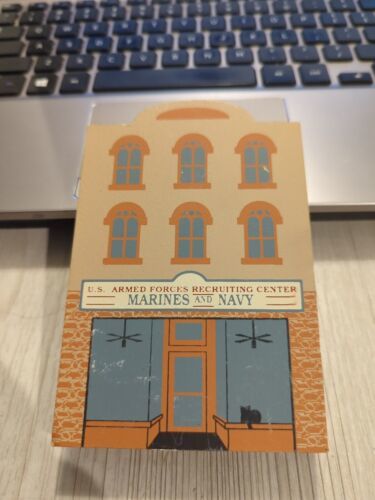 U.S. ARMED FORCES RECRUITING CENTER
MARINES AND NAVY